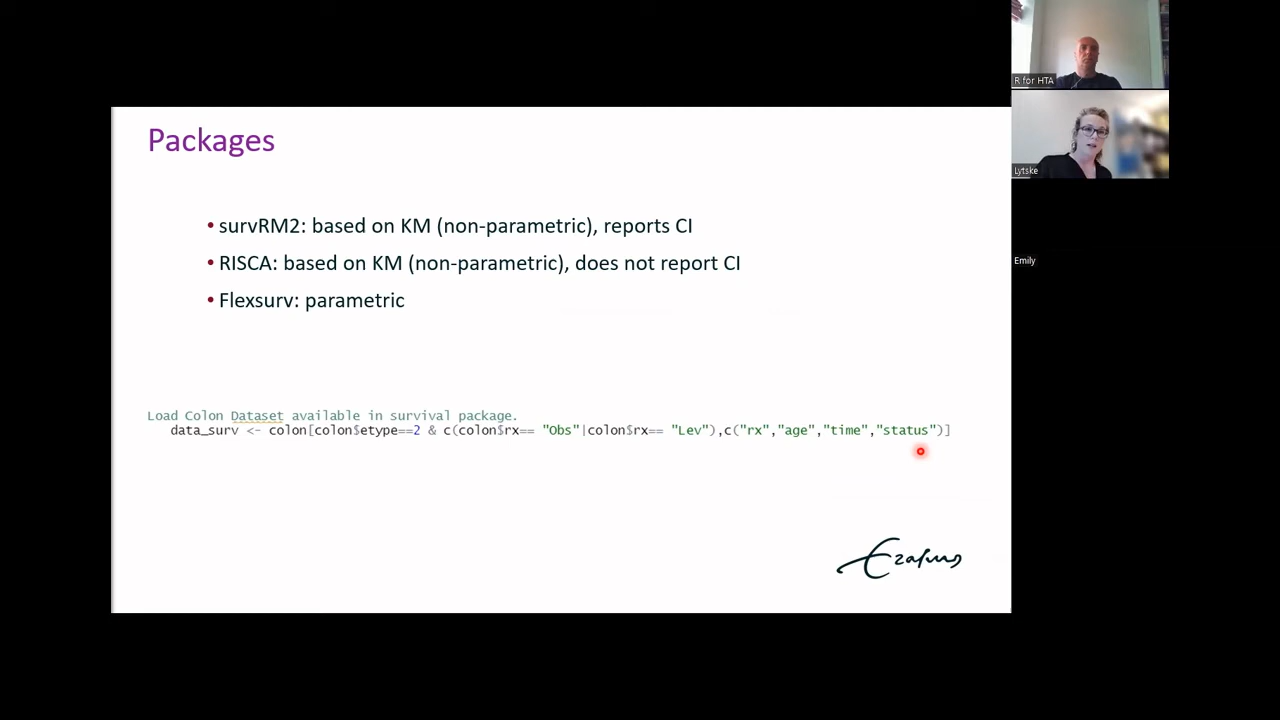 Packages
• survRM2: based on KM (non-parametric), reports CI
• RISCA: based on KM (non-parametric), does not report CI
• Flexsurv: parametric
Load Colon Dataset available in survival package.
data_surv <- colon[colon$etype==2 & c(colon$rx== "Obs"|colon$rx== "Lev"),c("rx","age","time","status")]
Erasmus
R for HTA
Lytske
Emily